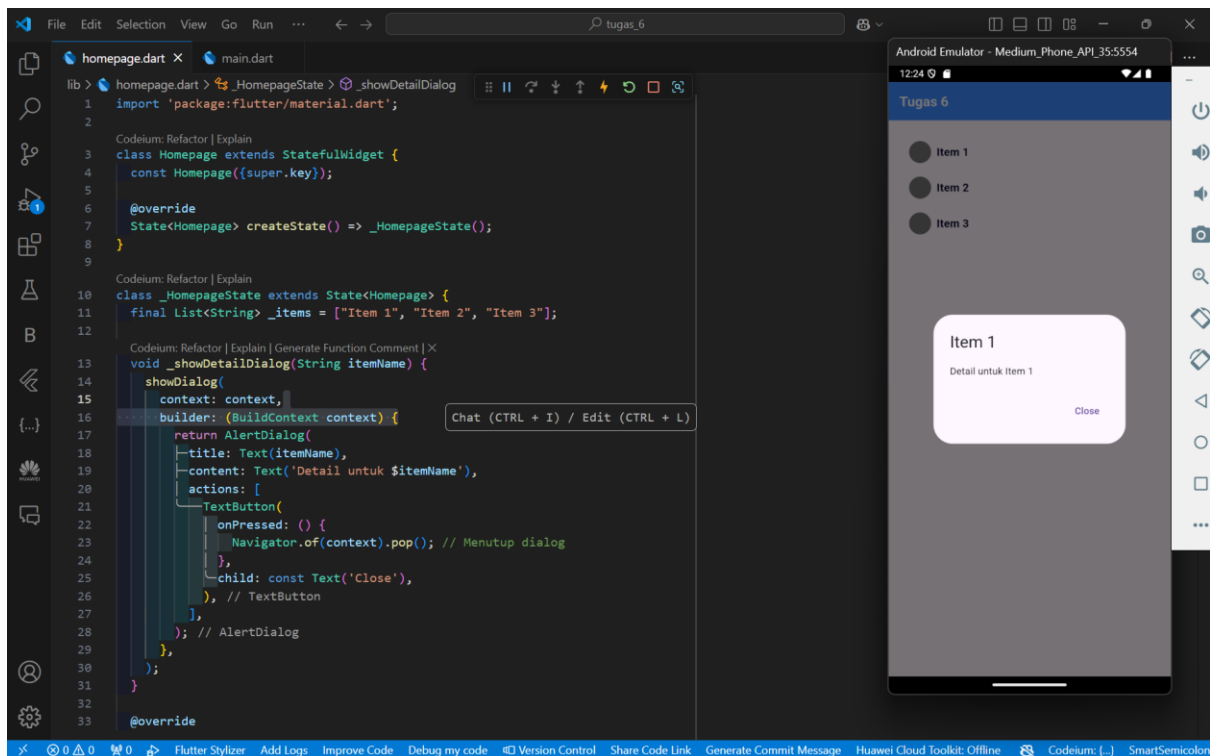 File Edit Selection View Go Run ··· tugas_6
homepage.dart main.dart
lib > homepage.dart > _HomepageState > _showDetailDialog
1 import 'package:flutter/material.dart';
2
Codeium: Refactor | Explain
3 class Homepage extends StatefulWidget {
4 const Homepage({super.key});
5
6 @override
7 State<Homepage> createState() => _HomepageState();
8 }
9
Codeium: Refactor | Explain
10 class _HomepageState extends State<Homepage> {
11 final List<String> _items = ["Item 1", "Item 2", "Item 3"];
12
Codeium: Refactor | Explain | Generate Function Comment | ×
13 void _showDetailDialog(String itemName) {
14 showDialog(
15 context: context,
16 builder: (BuildContext context) {
Chat (CTRL + I) / Edit (CTRL + L)
17 return AlertDialog(
18 title: Text(itemName),
19 content: Text('Detail untuk $itemName'),
20 actions: [
21 TextButton(
22 onPressed: () {
23 Navigator.of(context).pop(); // Menutup dialog
24 },
25 child: const Text('Close'),
26 ), // TextButton
27 ],
28 ); // AlertDialog
29 },
30 );
31 }
32
33 @override
Android Emulator - Medium_Phone_API_35:5554
12:24
Tugas 6
Item 1
Item 2
Item 3
Item 1
Detail untuk Item 1
Close
B
{...}
HUAWEI
1
0 0 0 Flutter Stylizer Add Logs Improve Code Debug my code Version Control Share Code Link Generate Commit Message Huawei Cloud Toolkit: Offline Codeium: {...} SmartSemicolon